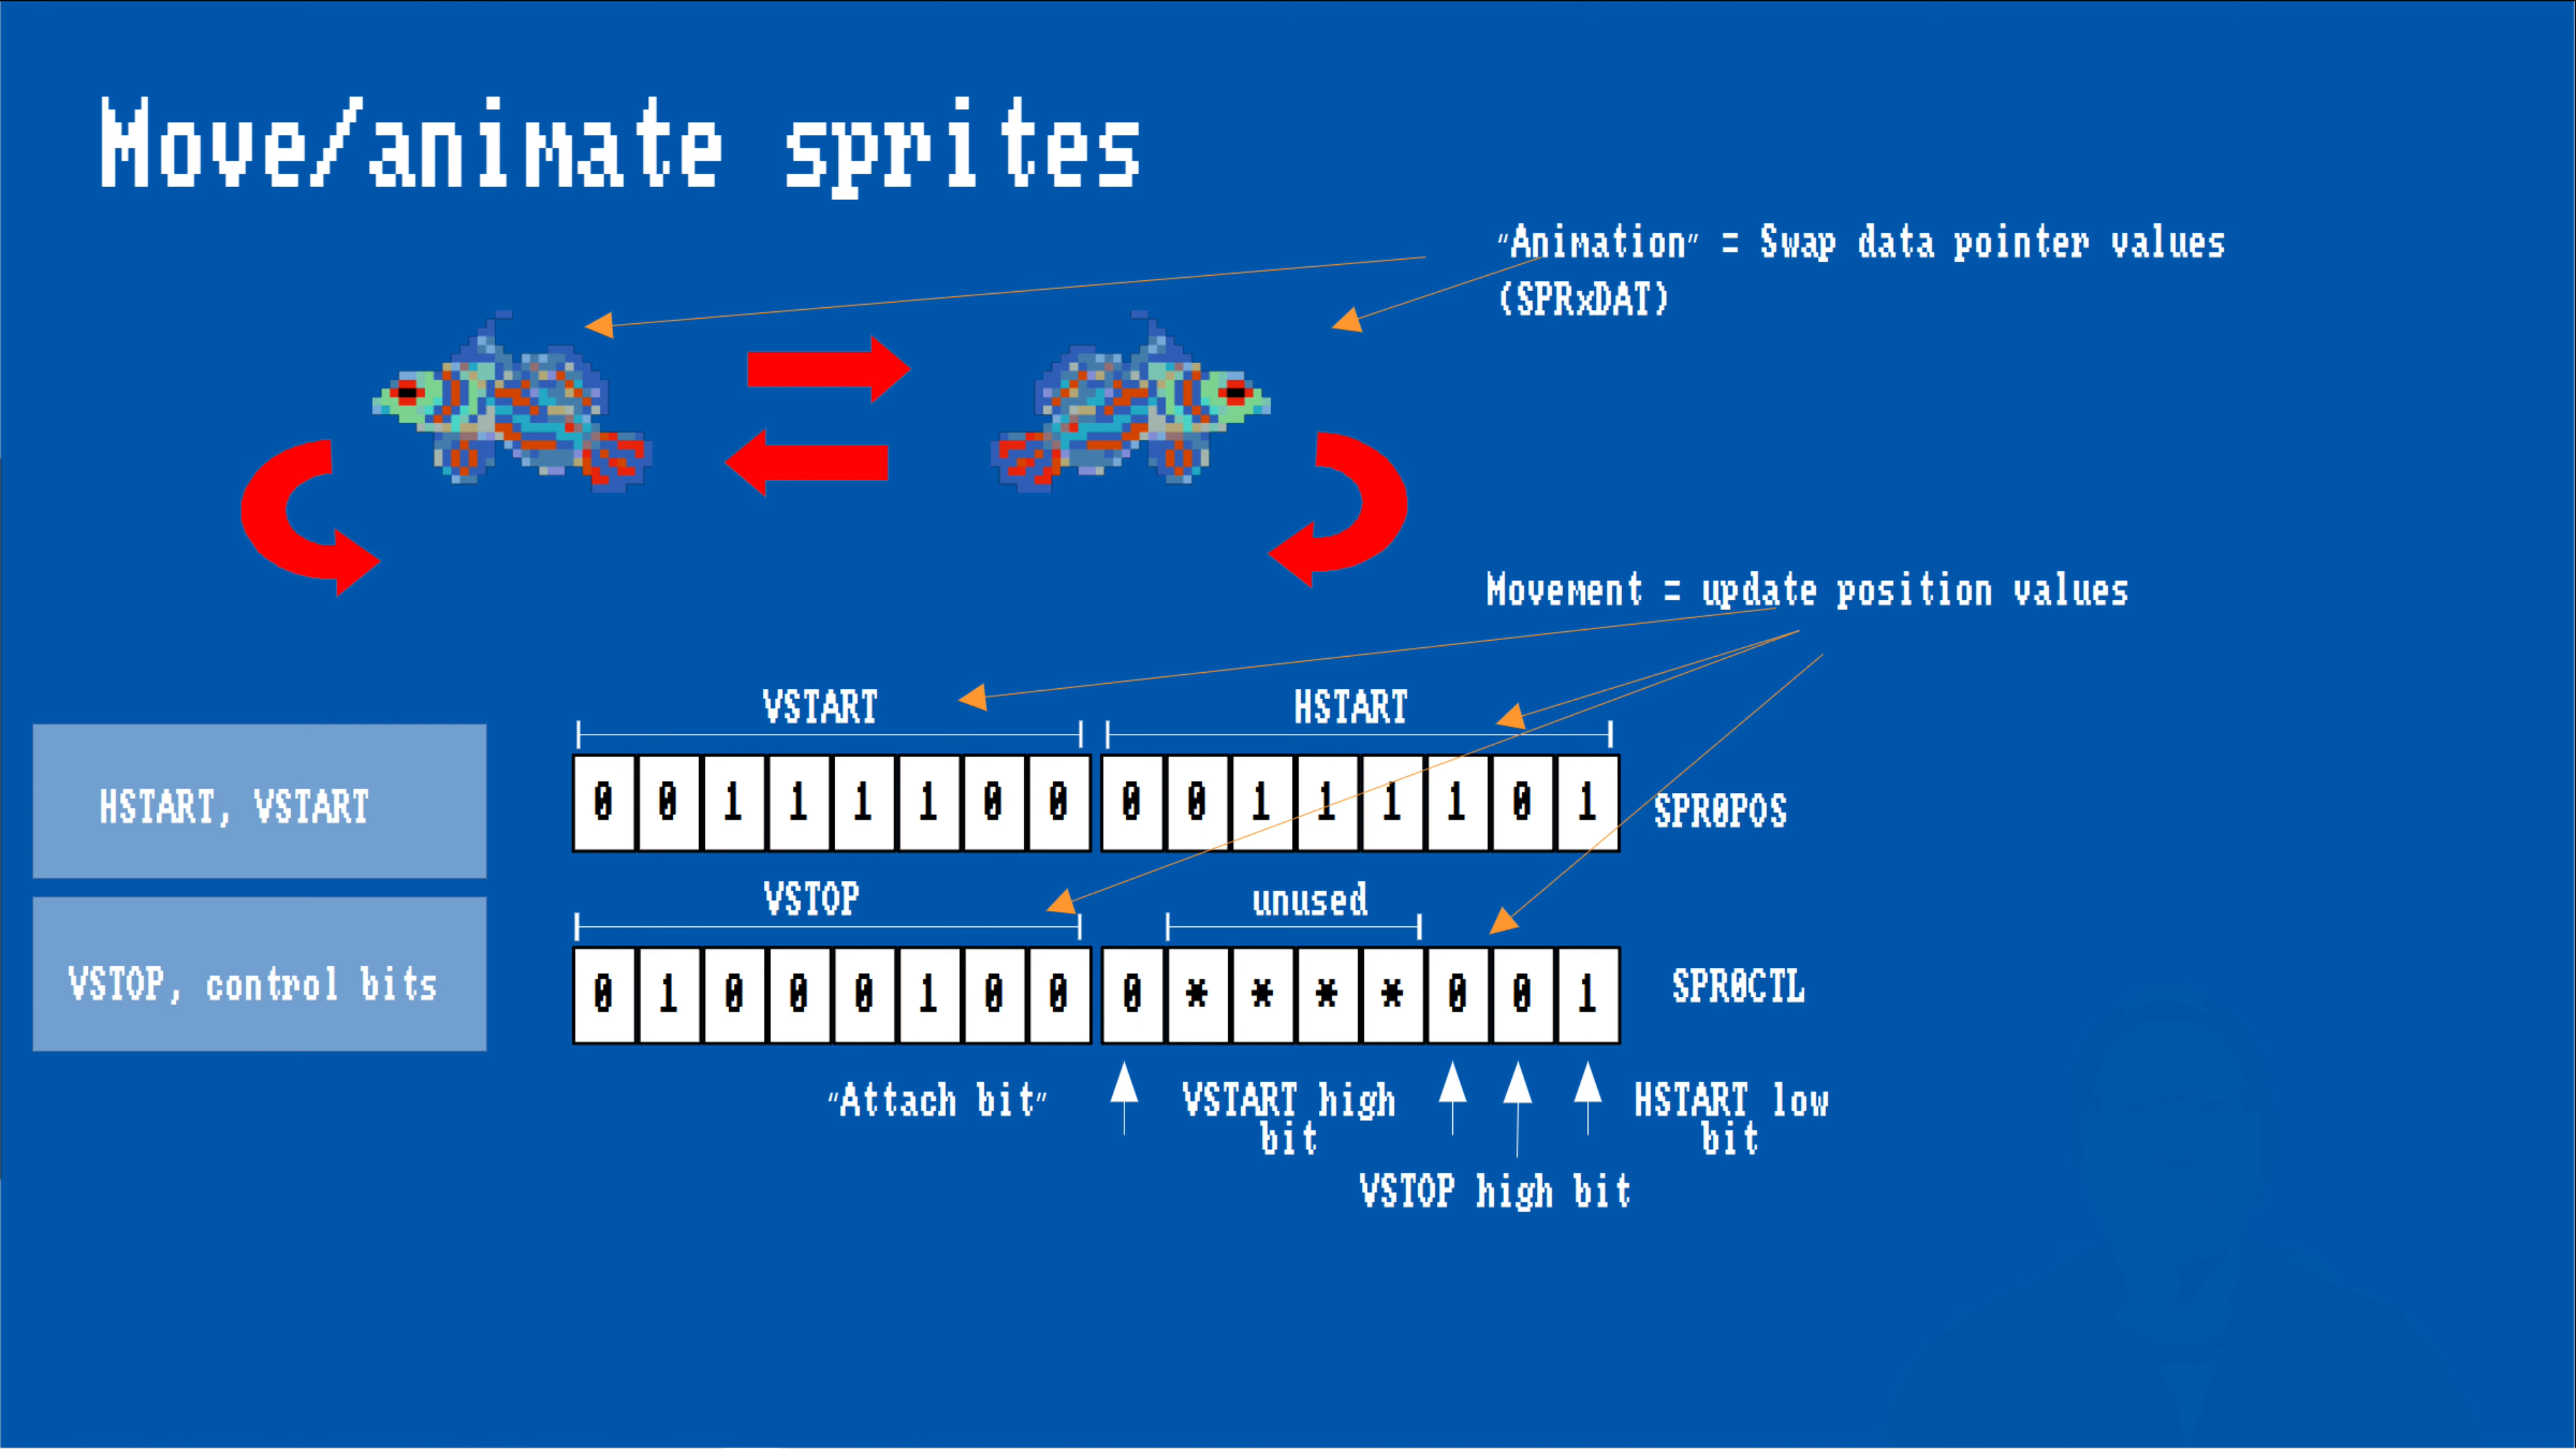 Move/animate sprites
"Animation" = Swap data pointer values
(SPRxDAT)
Movement = update position values
VSTART HSTART
HSTART, VSTART
0 0 1 1 1 1 0 0 0 0 1 1 1 1 0 1
SPR0POS
VSTOP unused
VSTOP, control bits
0 1 0 0 0 1 0 0 0 * * * * 0 0 1
SPR0CTL
"Attach bit"
VSTART high
bit
HSTART low
bit
VSTOP high bit